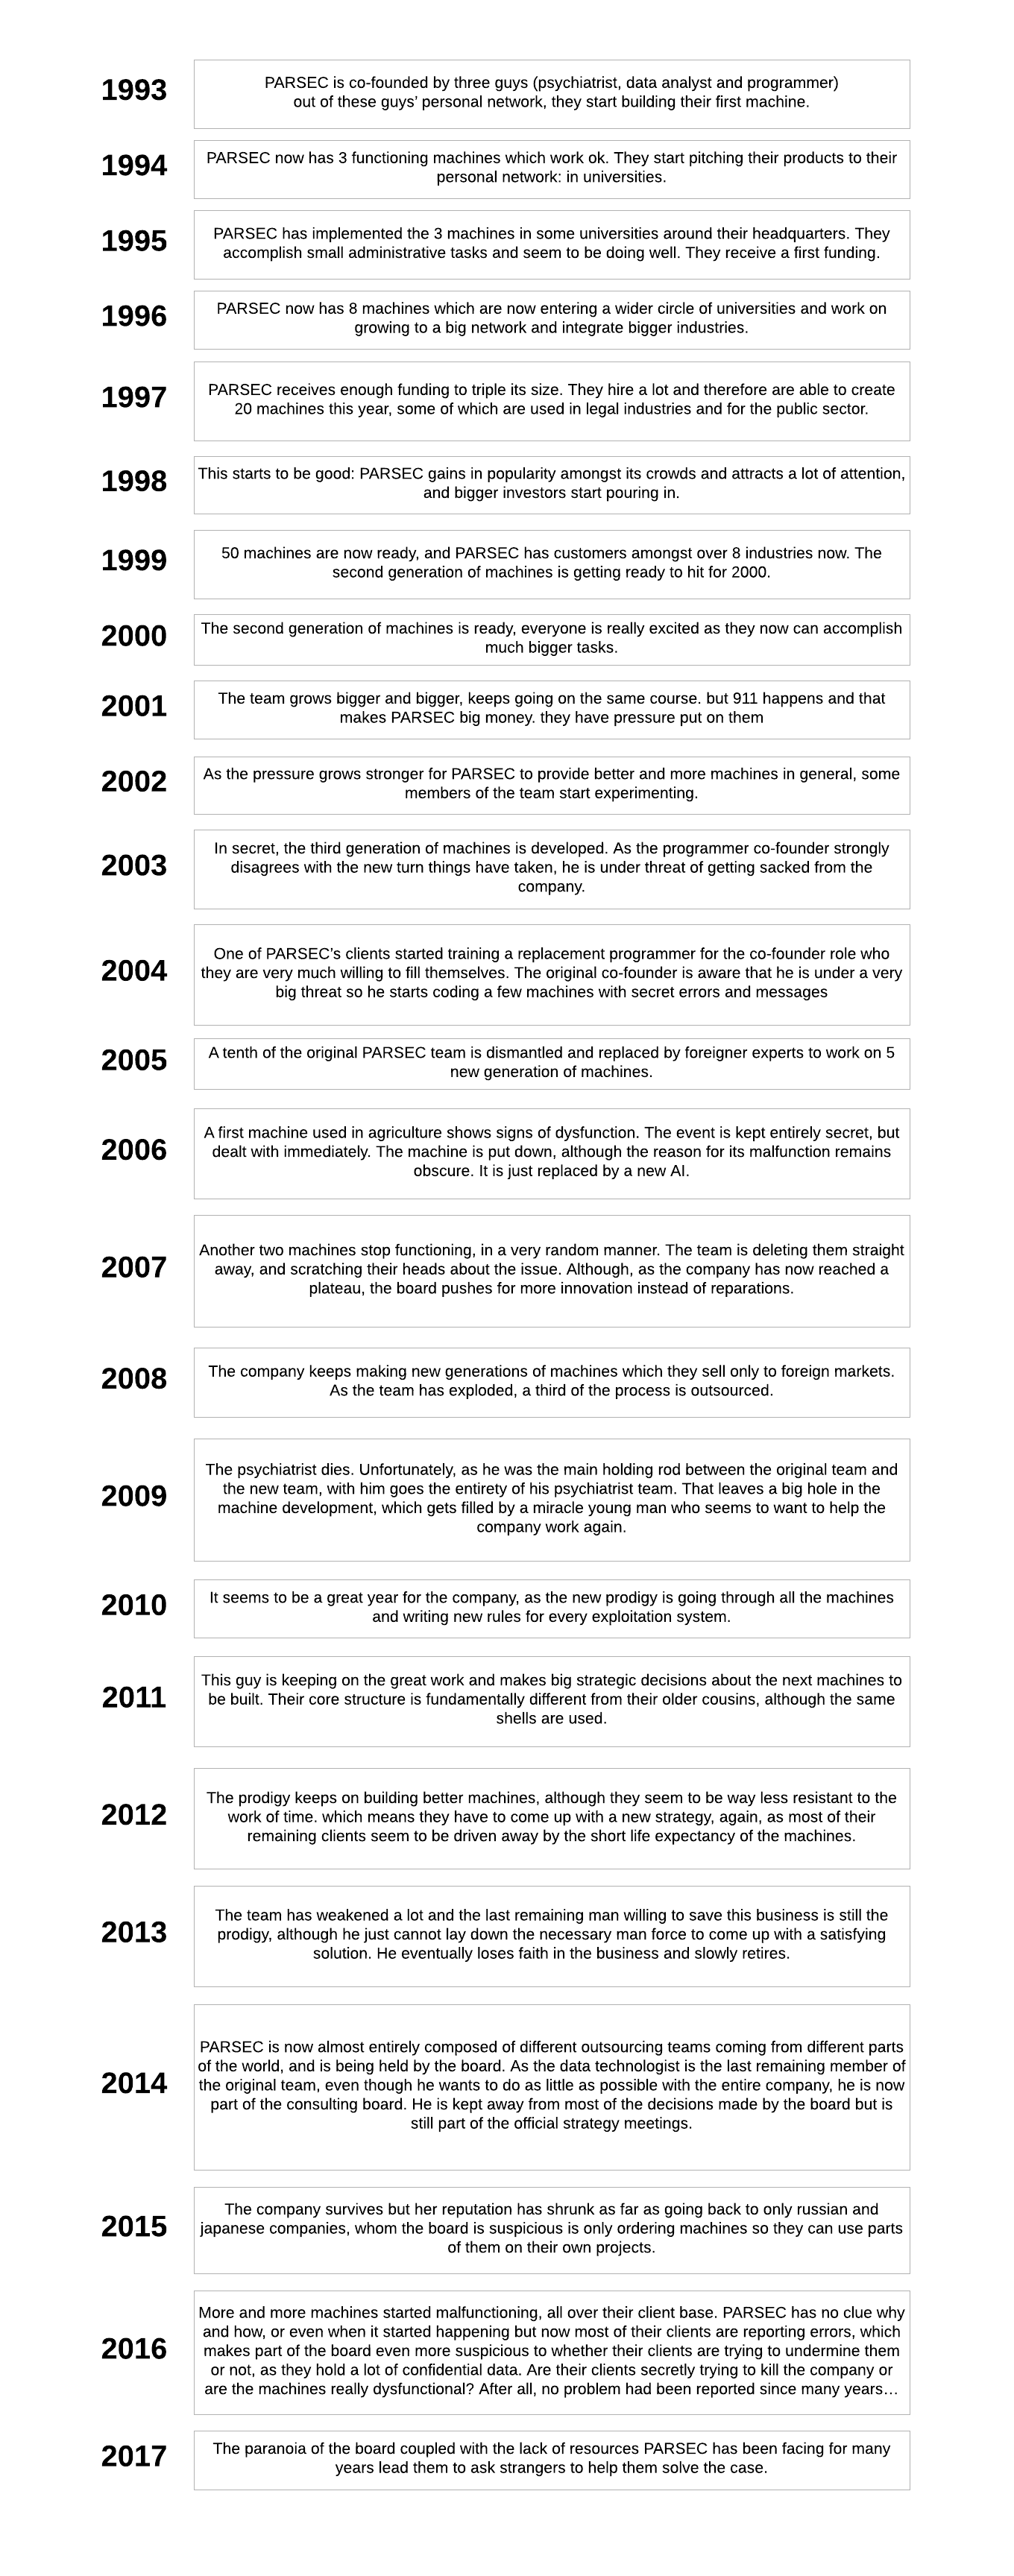 1993
PARSEC is co-founded by three guys (psychiatrist, data analyst and programmer)
out of these guys’ personal network, they start building their first machine.
1994
PARSEC now has 3 functioning machines which work ok. They start pitching their products to their
personal network: in universities.
1995
PARSEC has implemented the 3 machines in some universities around their headquarters. They
accomplish small administrative tasks and seem to be doing well. They receive a first funding.
1996
PARSEC now has 8 machines which are now entering a wider circle of universities and work on
growing to a big network and integrate bigger industries.
1997
PARSEC receives enough funding to triple its size. They hire a lot and therefore are able to create
20 machines this year, some of which are used in legal industries and for the public sector.
1998
This starts to be good: PARSEC gains in popularity amongst its crowds and attracts a lot of attention,
and bigger investors start pouring in.
1999
50 machines are now ready, and PARSEC has customers amongst over 8 industries now. The
second generation of machines is getting ready to hit for 2000.
2000
The second generation of machines is ready, everyone is really excited as they now can accomplish
much bigger tasks.
2001
The team grows bigger and bigger, keeps going on the same course. but 911 happens and that
makes PARSEC big money. they have pressure put on them
2002
As the pressure grows stronger for PARSEC to provide better and more machines in general, some
members of the team start experimenting.
2003
In secret, the third generation of machines is developed. As the programmer co-founder strongly
disagrees with the new turn things have taken, he is under threat of getting sacked from the
company.
2004
One of PARSEC’s clients started training a replacement programmer for the co-founder role who
they are very much willing to fill themselves. The original co-founder is aware that he is under a very
big threat so he starts coding a few machines with secret errors and messages
2005
A tenth of the original PARSEC team is dismantled and replaced by foreigner experts to work on 5
new generation of machines.
2006
A first machine used in agriculture shows signs of dysfunction. The event is kept entirely secret, but
dealt with immediately. The machine is put down, although the reason for its malfunction remains
obscure. It is just replaced by a new AI.
2007
Another two machines stop functioning, in a very random manner. The team is deleting them straight
away, and scratching their heads about the issue. Although, as the company has now reached a
plateau, the board pushes for more innovation instead of reparations.
2008
The company keeps making new generations of machines which they sell only to foreign markets.
As the team has exploded, a third of the process is outsourced.
2009
The psychiatrist dies. Unfortunately, as he was the main holding rod between the original team and
the new team, with him goes the entirety of his psychiatrist team. That leaves a big hole in the
machine development, which gets filled by a miracle young man who seems to want to help the
company work again.
2010
It seems to be a great year for the company, as the new prodigy is going through all the machines
and writing new rules for every exploitation system.
2011
This guy is keeping on the great work and makes big strategic decisions about the next machines to
be built. Their core structure is fundamentally different from their older cousins, although the same
shells are used.
2012
The prodigy keeps on building better machines, although they seem to be way less resistant to the
work of time. which means they have to come up with a new strategy, again, as most of their
remaining clients seem to be driven away by the short life expectancy of the machines.
2013
The team has weakened a lot and the last remaining man willing to save this business is still the
prodigy, although he just cannot lay down the necessary man force to come up with a satisfying
solution. He eventually loses faith in the business and slowly retires.
2014
PARSEC is now almost entirely composed of different outsourcing teams coming from different parts
of the world, and is being held by the board. As the data technologist is the last remaining member of
the original team, even though he wants to do as little as possible with the entire company, he is now
part of the consulting board. He is kept away from most of the decisions made by the board but is
still part of the official strategy meetings.
2015
The company survives but her reputation has shrunk as far as going back to only russian and
japanese companies, whom the board is suspicious is only ordering machines so they can use parts
of them on their own projects.
2016
More and more machines started malfunctioning, all over their client base. PARSEC has no clue why
and how, or even when it started happening but now most of their clients are reporting errors, which
makes part of the board even more suspicious to whether their clients are trying to undermine them
or not, as they hold a lot of confidential data. Are their clients secretly trying to kill the company or
are the machines really dysfunctional? After all, no problem had been reported since many years…
2017
The paranoia of the board coupled with the lack of resources PARSEC has been facing for many
years lead them to ask strangers to help them solve the case.